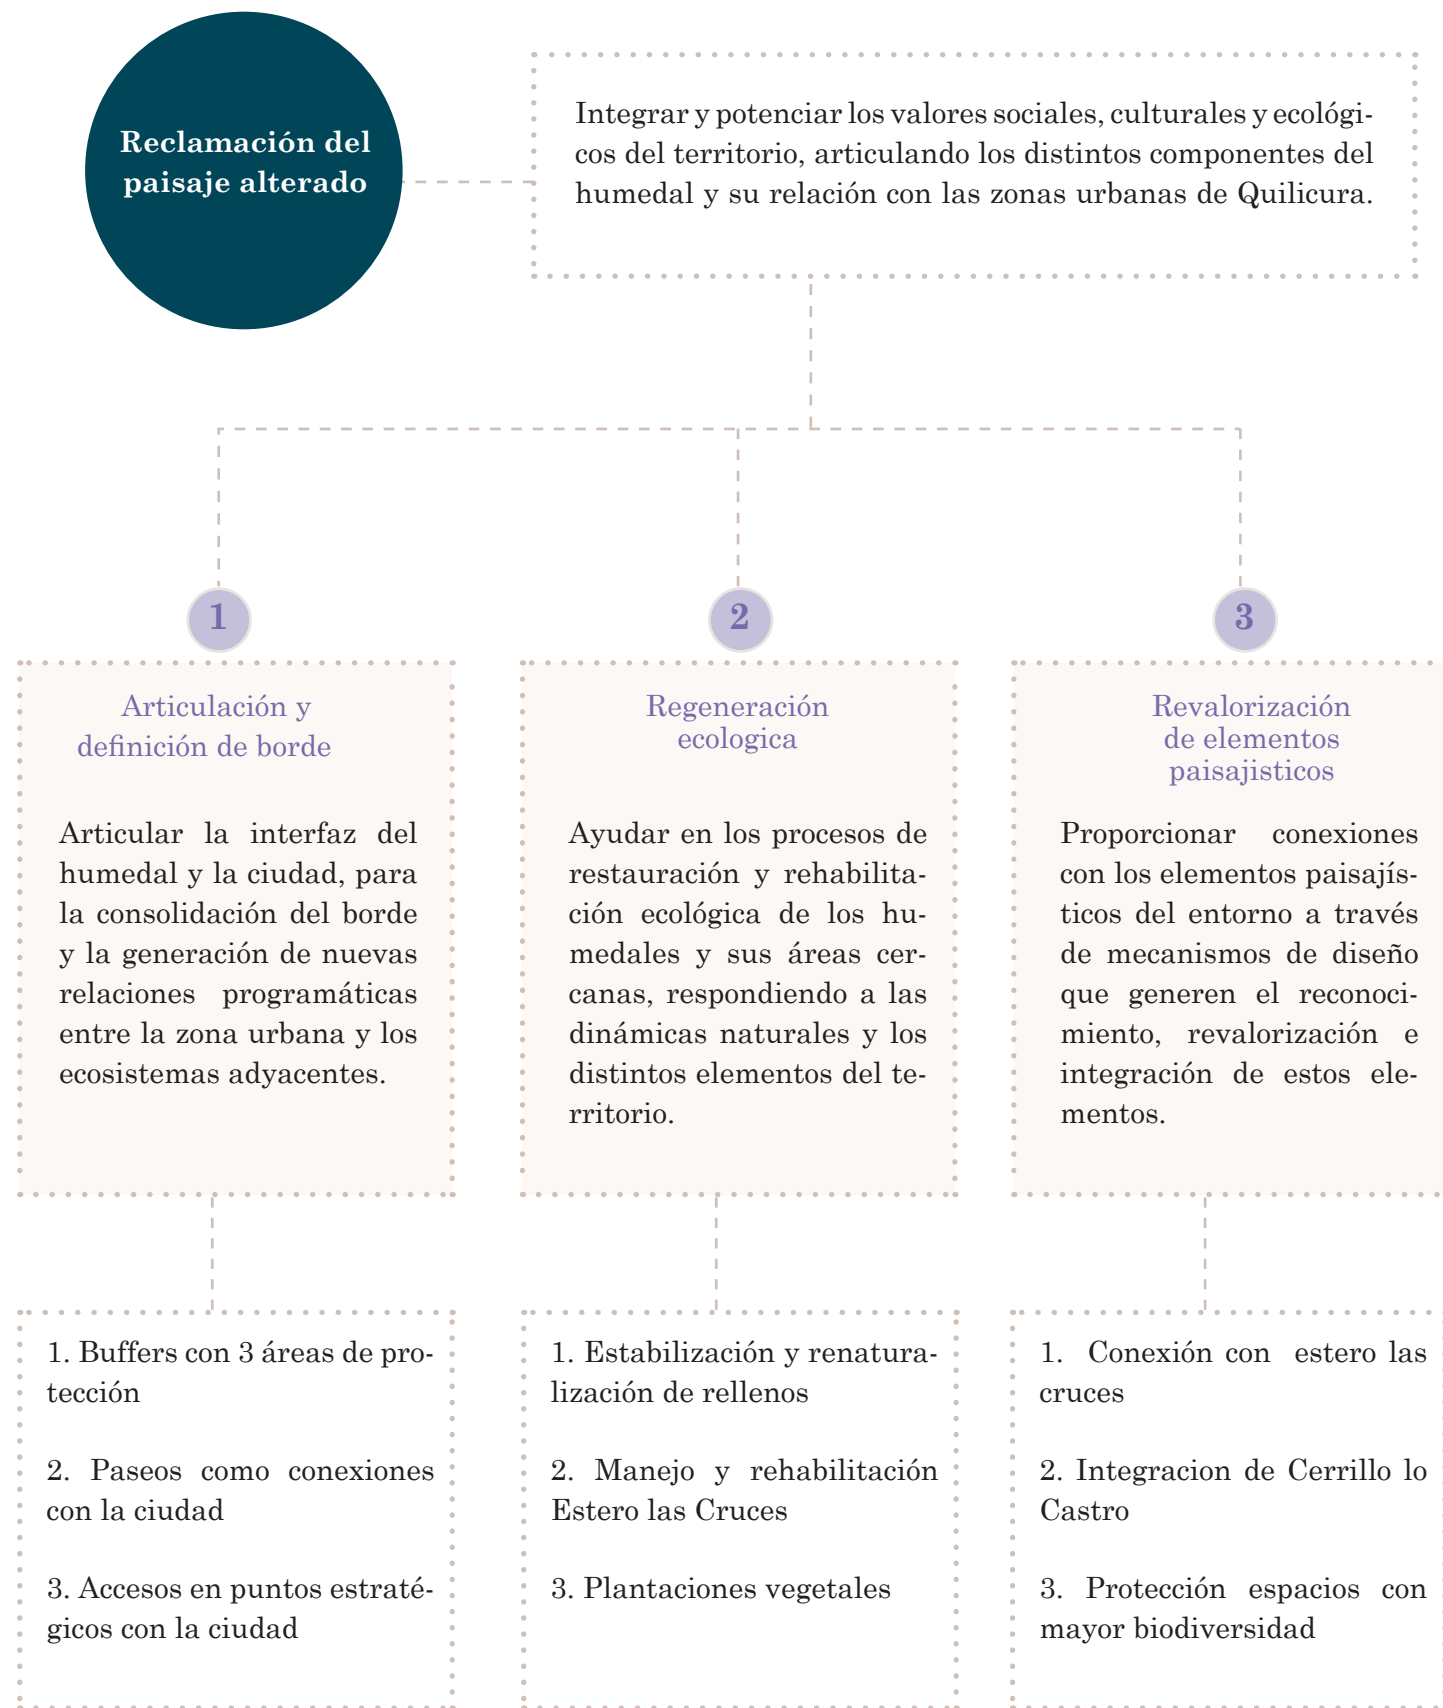 Reclamación del
paisaje alterado
Integrar y potenciar los valores sociales, culturales y ecológi-
cos del territorio, articulando los distintos componentes del
humedal y su relación con las zonas urbanas de Quilicura.
1
Articulación y
definición de borde
Articular la interfaz del
humedal y la ciudad, para
la consolidación del borde
y la generación de nuevas
relaciones programáticas
entre la zona urbana y los
ecosistemas adyacentes.
1. Buffers con 3 áreas de pro-
tección
2. Paseos como conexiones
con la ciudad
3. Accesos en puntos estraté-
gicos con la ciudad
2
Regeneración
ecologica
Ayudar en los procesos de
restauración y rehabilita-
ción ecológica de los hu-
medales y sus áreas cer-
canas, respondiendo a las
dinámicas naturales y los
distintos elementos del te-
rritorio.
1. Estabilización y renatura-
lización de rellenos
2. Manejo y rehabilitación
Estero las Cruces
3. Plantaciones vegetales
3
Revalorización
de elementos
paisajisticos
Proporcionar conexiones
con los elementos paisajís-
ticos del entorno a través
de mecanismos de diseño
que generen el reconoci-
miento, revalorización e
integración de estos ele-
mentos.
1. Conexión con estero las
cruces
2. Integracion de Cerrillo lo
Castro
3. Protección espacios con
mayor biodiversidad